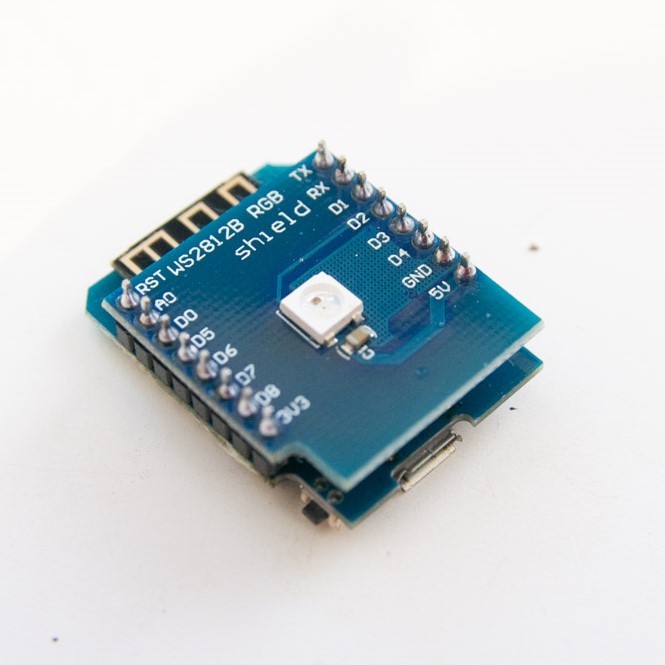 WS2812B RGB
shield
TX
RX
D1
D2
D3
D4
GND
5V
RST
A0
D0
D5
D6
D7
D8
3V3